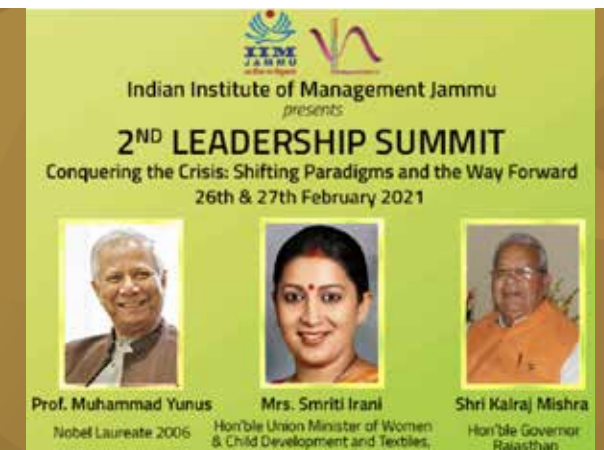 IIM
JAMMU
Indian Institute of Management Jammu
presents
2ND LEADERSHIP SUMMIT
Conquering the Crisis: Shifting Paradigms and the Way Forward
26th & 27th February 2021
Prof. Muhammad Yunus
Nobel Laureate 2006
Mrs. Smriti Irani
Hon'ble Union Minister of Women
& Child Development and Textiles,
Shri Kalraj Mishra
Hon'ble Governor
Rajasthan